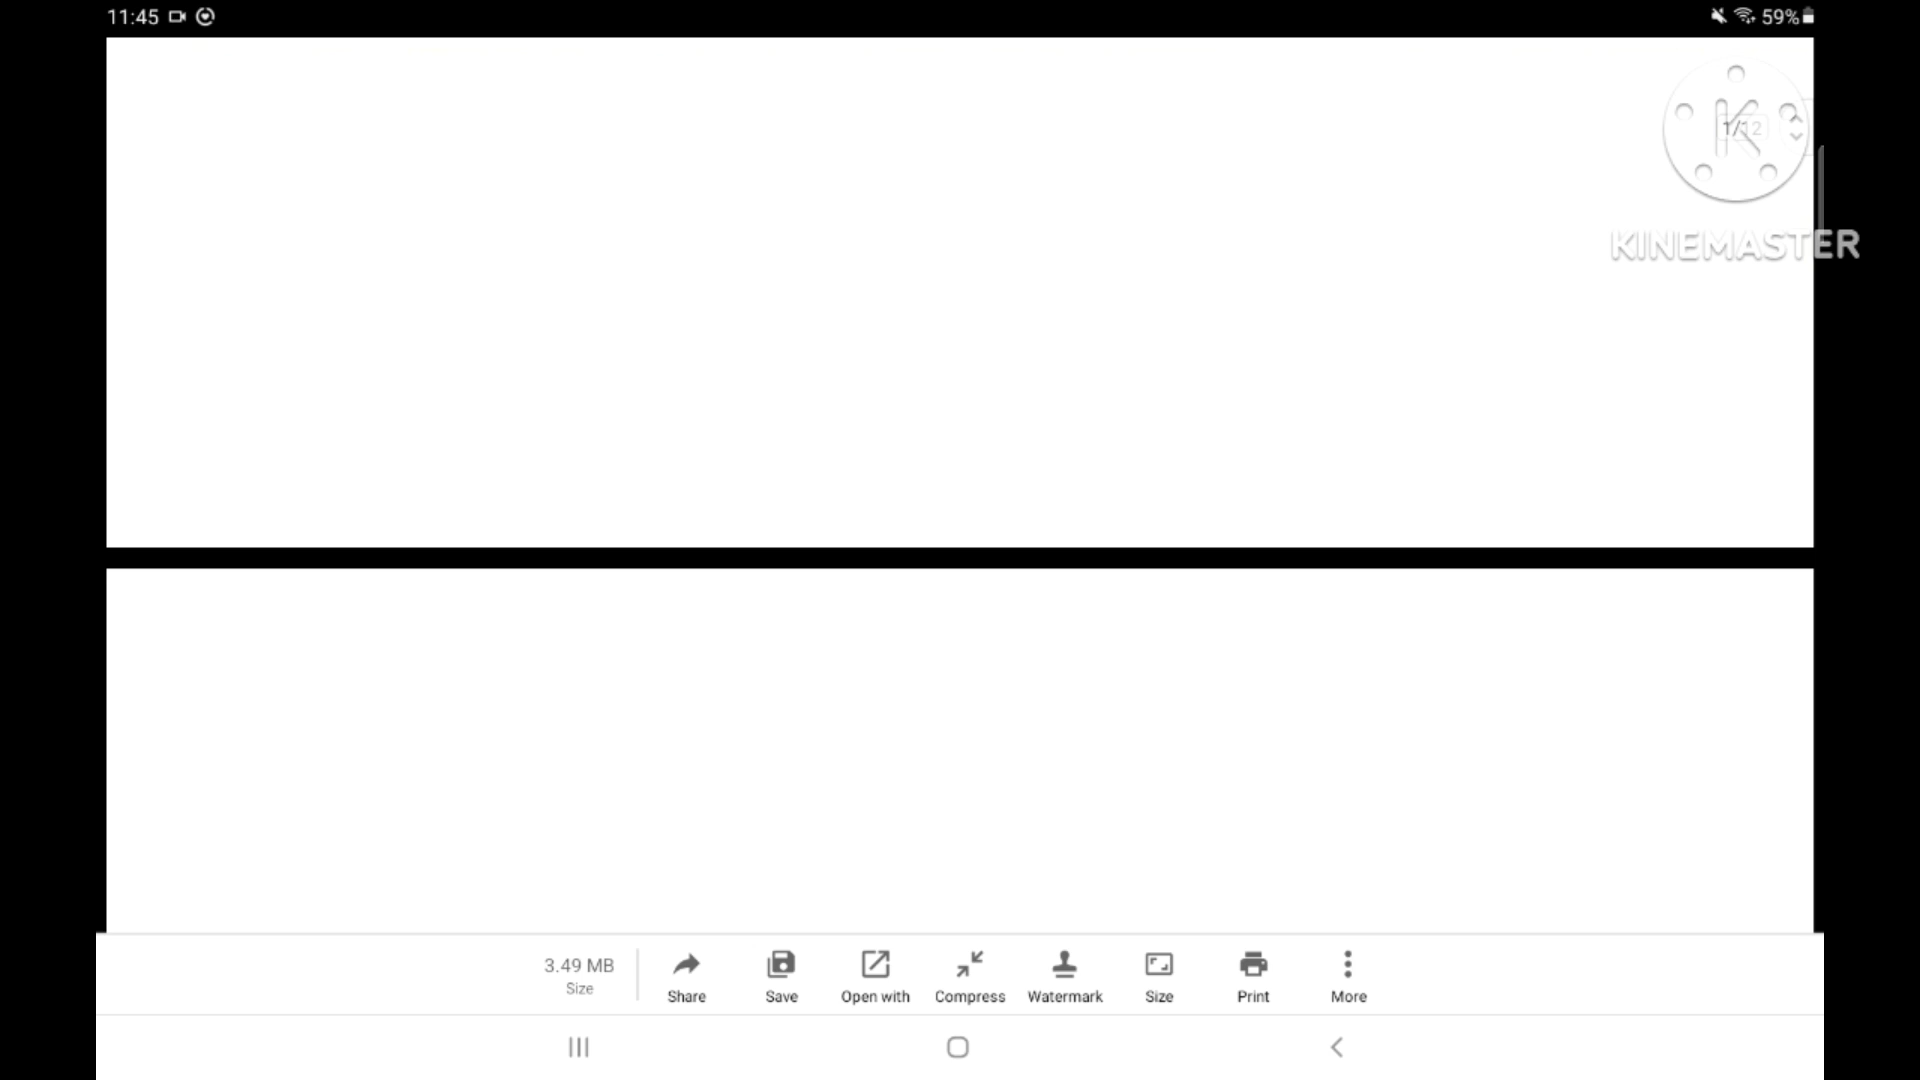 11:45
59%
1/12
KINEMASTER
3.49 MB
Size
Share
Save
Open with
Compress
Watermark
Size
Print
More